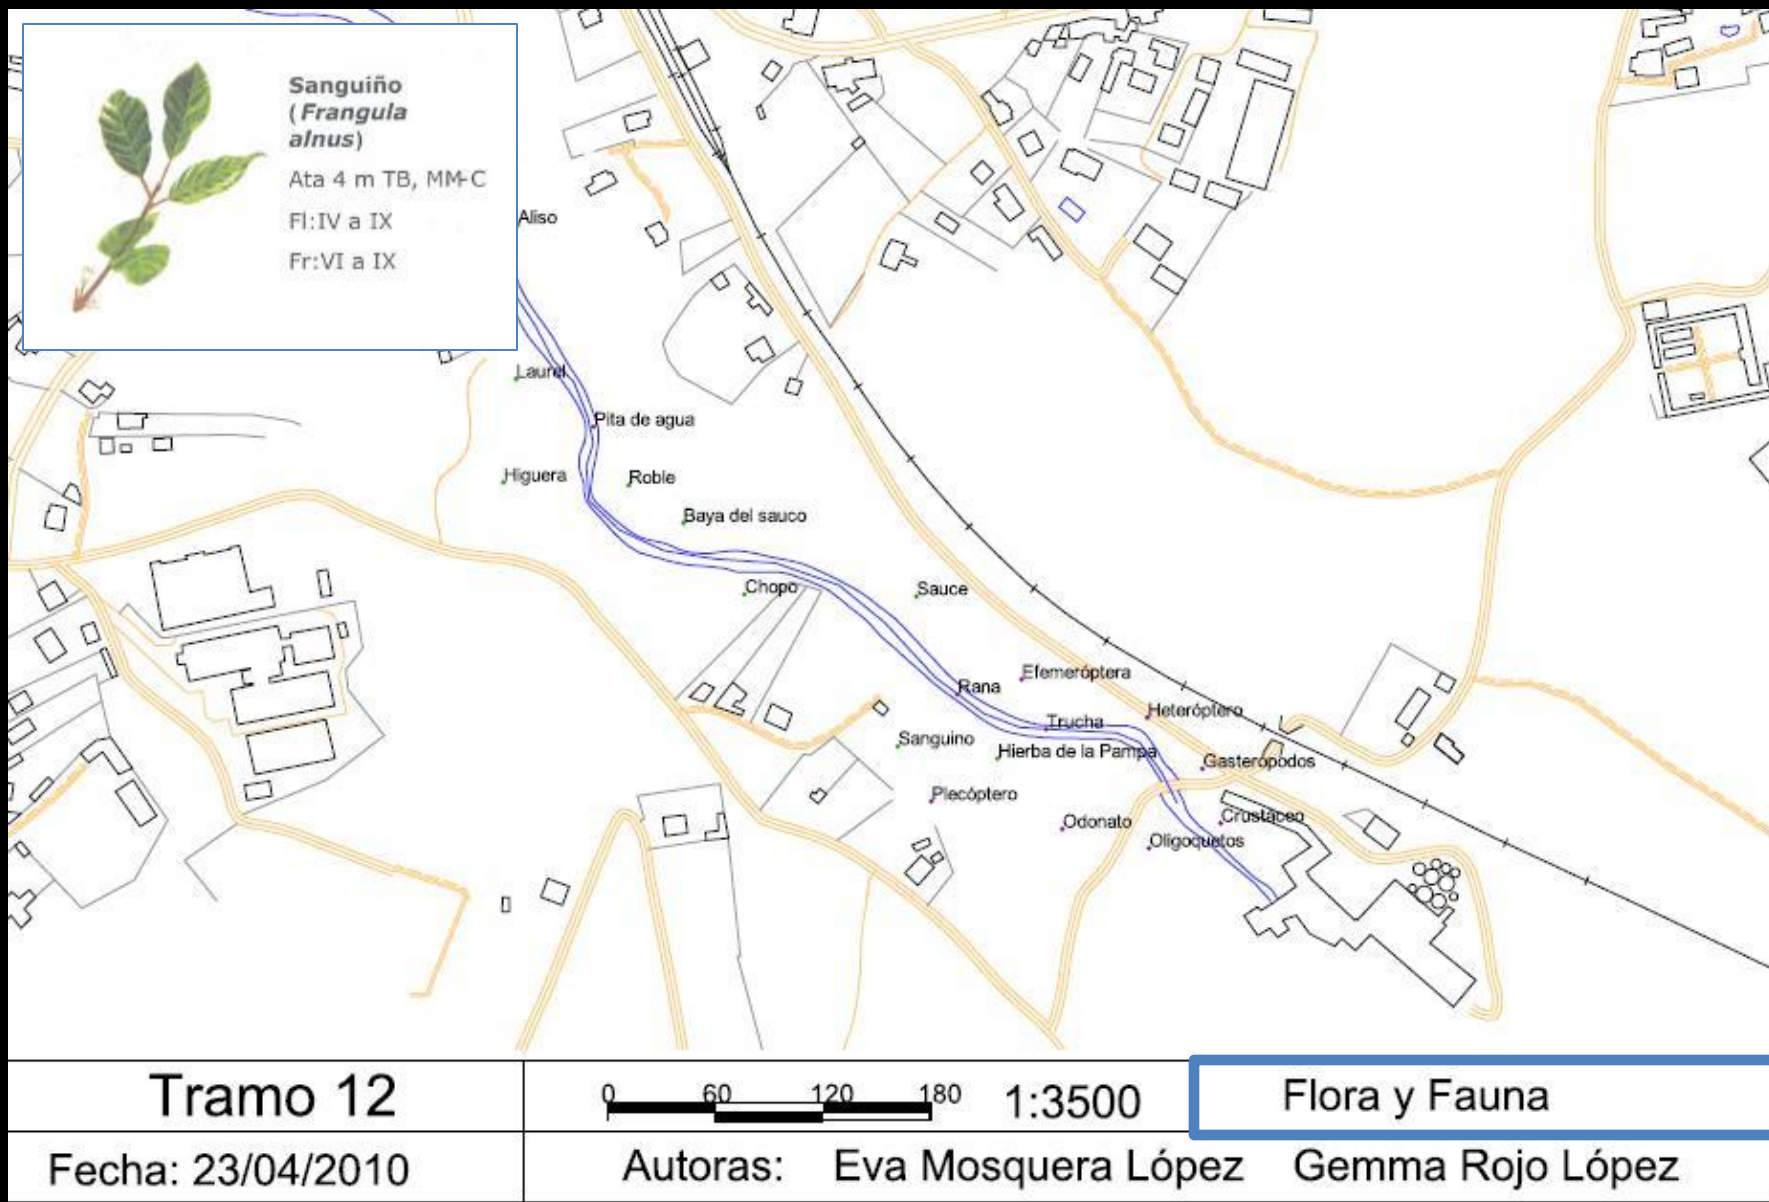 Sanguiño
(Frangula
alnus)
Ata 4 m TB, MM-C
Fl:IV a IX
Fr:VI a IX
Aliso
Laurel
Pita de agua
Higuera
Roble
Baya del sauco
Chopo
Sauce
Efemeróptera
Rana
Heteróptero
Trucha
Sanguino
Hierba de la Pampa
Gasterópodos
Plecóptero
Odonato
Crustáceo
Oligoquetos
Tramo 12
0 60 120 180
1:3500
Flora y Fauna
Fecha: 23/04/2010
Autoras: Eva Mosquera López Gemma Rojo López